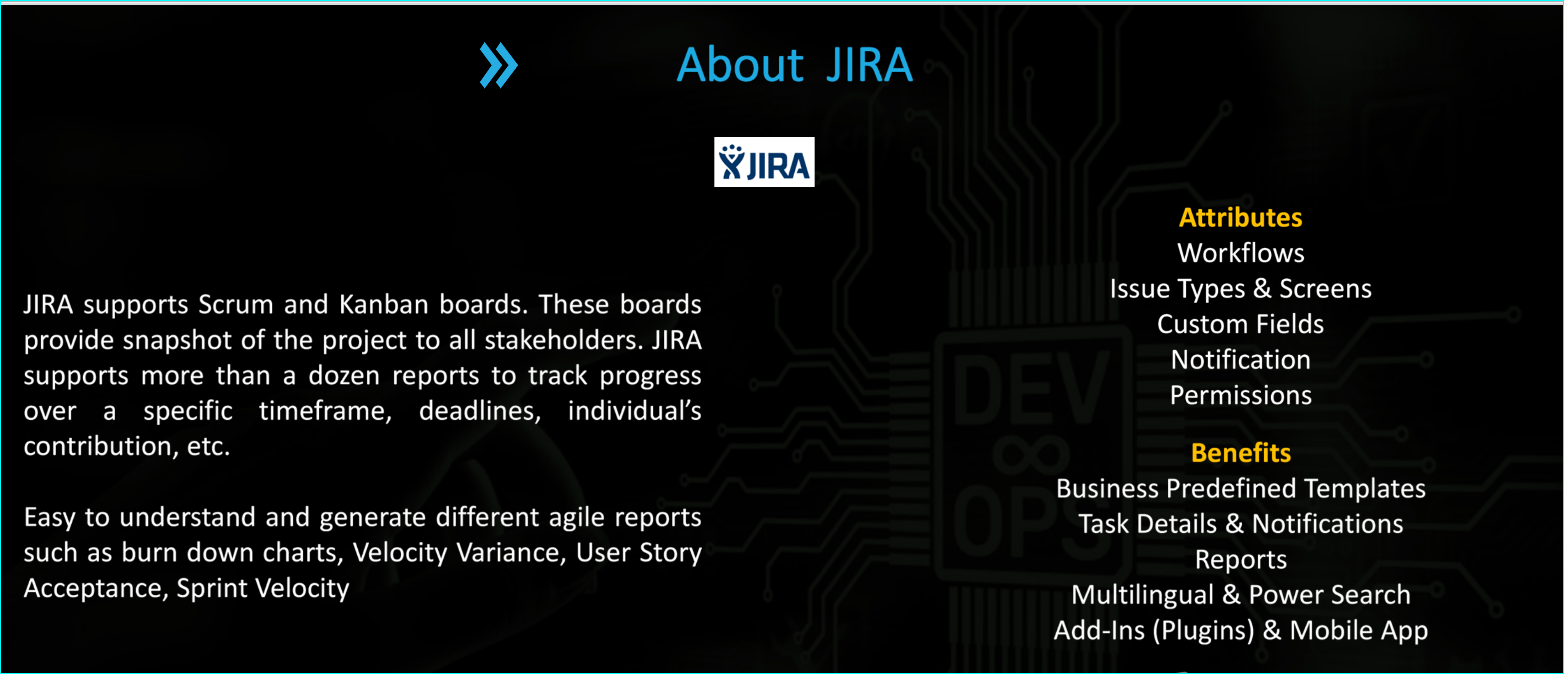 About JIRA
JIRA
JIRA supports Scrum and Kanban boards. These boards
provide snapshot of the project to all stakeholders. JIRA
supports more than a dozen reports to track progress
over a specific timeframe, deadlines, individual’s
contribution, etc.
Easy to understand and generate different agile reports
such as burn down charts, Velocity Variance, User Story
Acceptance, Sprint Velocity
Attributes
Workflows
Issue Types & Screens
Custom Fields
Notification
Permissions
Benefits
Business Predefined Templates
Task Details & Notifications
Reports
Multilingual & Power Search
Add-Ins (Plugins) & Mobile App
DEV
OPS